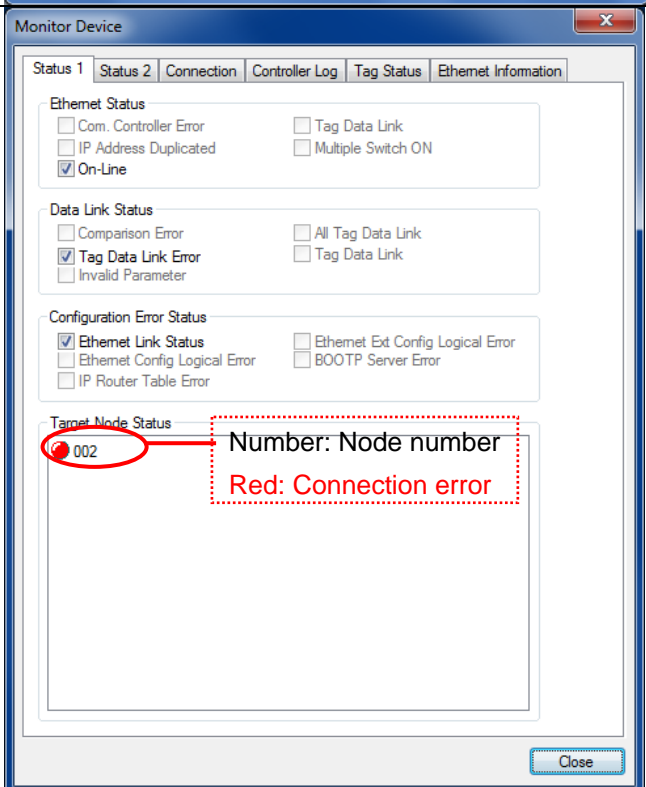 Monitor Device
Status 1 Status 2 Connection Controller Log Tag Status Ethernet Information
Ethernet Status
Com. Controller Error Tag Data Link
IP Address Duplicated Multiple Switch ON
On-Line
Data Link Status
Comparison Error All Tag Data Link
Tag Data Link Error Tag Data Link
Invalid Parameter
Configuration Error Status
Ethernet Link Status Ethernet Ext Config Logical Error
Ethernet Config Logical Error BOOTP Server Error
IP Router Table Error
Target Node Status
002 Number: Node number
Red: Connection error
Close